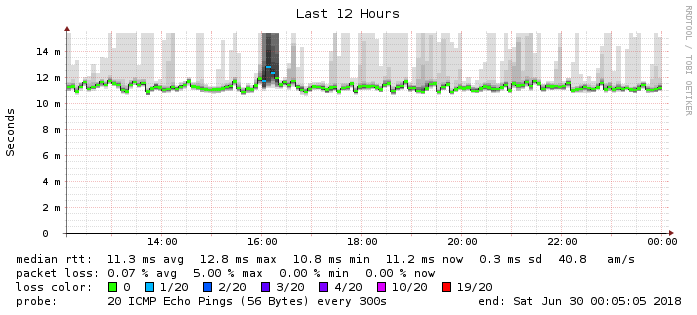 Last 12 Hours
RRDTOOL / TOBI OETIKER
Seconds
14 m
12 m
10 m
8 m
6 m
4 m
2 m
0
14:00 16:00 18:00 20:00 22:00 00:00
median rtt: 11.3 ms avg 12.8 ms max 10.8 ms min 11.2 ms now 0.3 ms sd 40.8 am/s
packet loss: 0.07 % avg 5.00 % max 0.00 % min 0.00 % now
loss color: 0 1/20 2/20 3/20 4/20 10/20 19/20
probe: 20 ICMP Echo Pings (56 Bytes) every 300s end: Sat Jun 30 00:05:05 2018